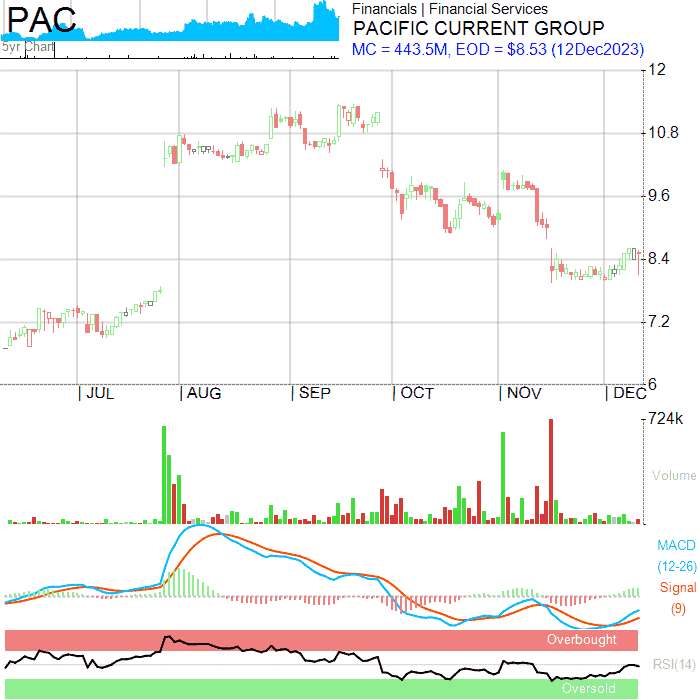 PAC
5yr Chart
Financials | Financial Services
PACIFIC CURRENT GROUP
MC = 443.5M, EOD = $8.53 (12Dec2023)
12
10.8
9.6
8.4
7.2
6
JUL
AUG
SEP
OCT
NOV
DEC
724k
Volume
MACD
(12-26)
Signal
(9)
Overbought
RSI(14)
Oversold